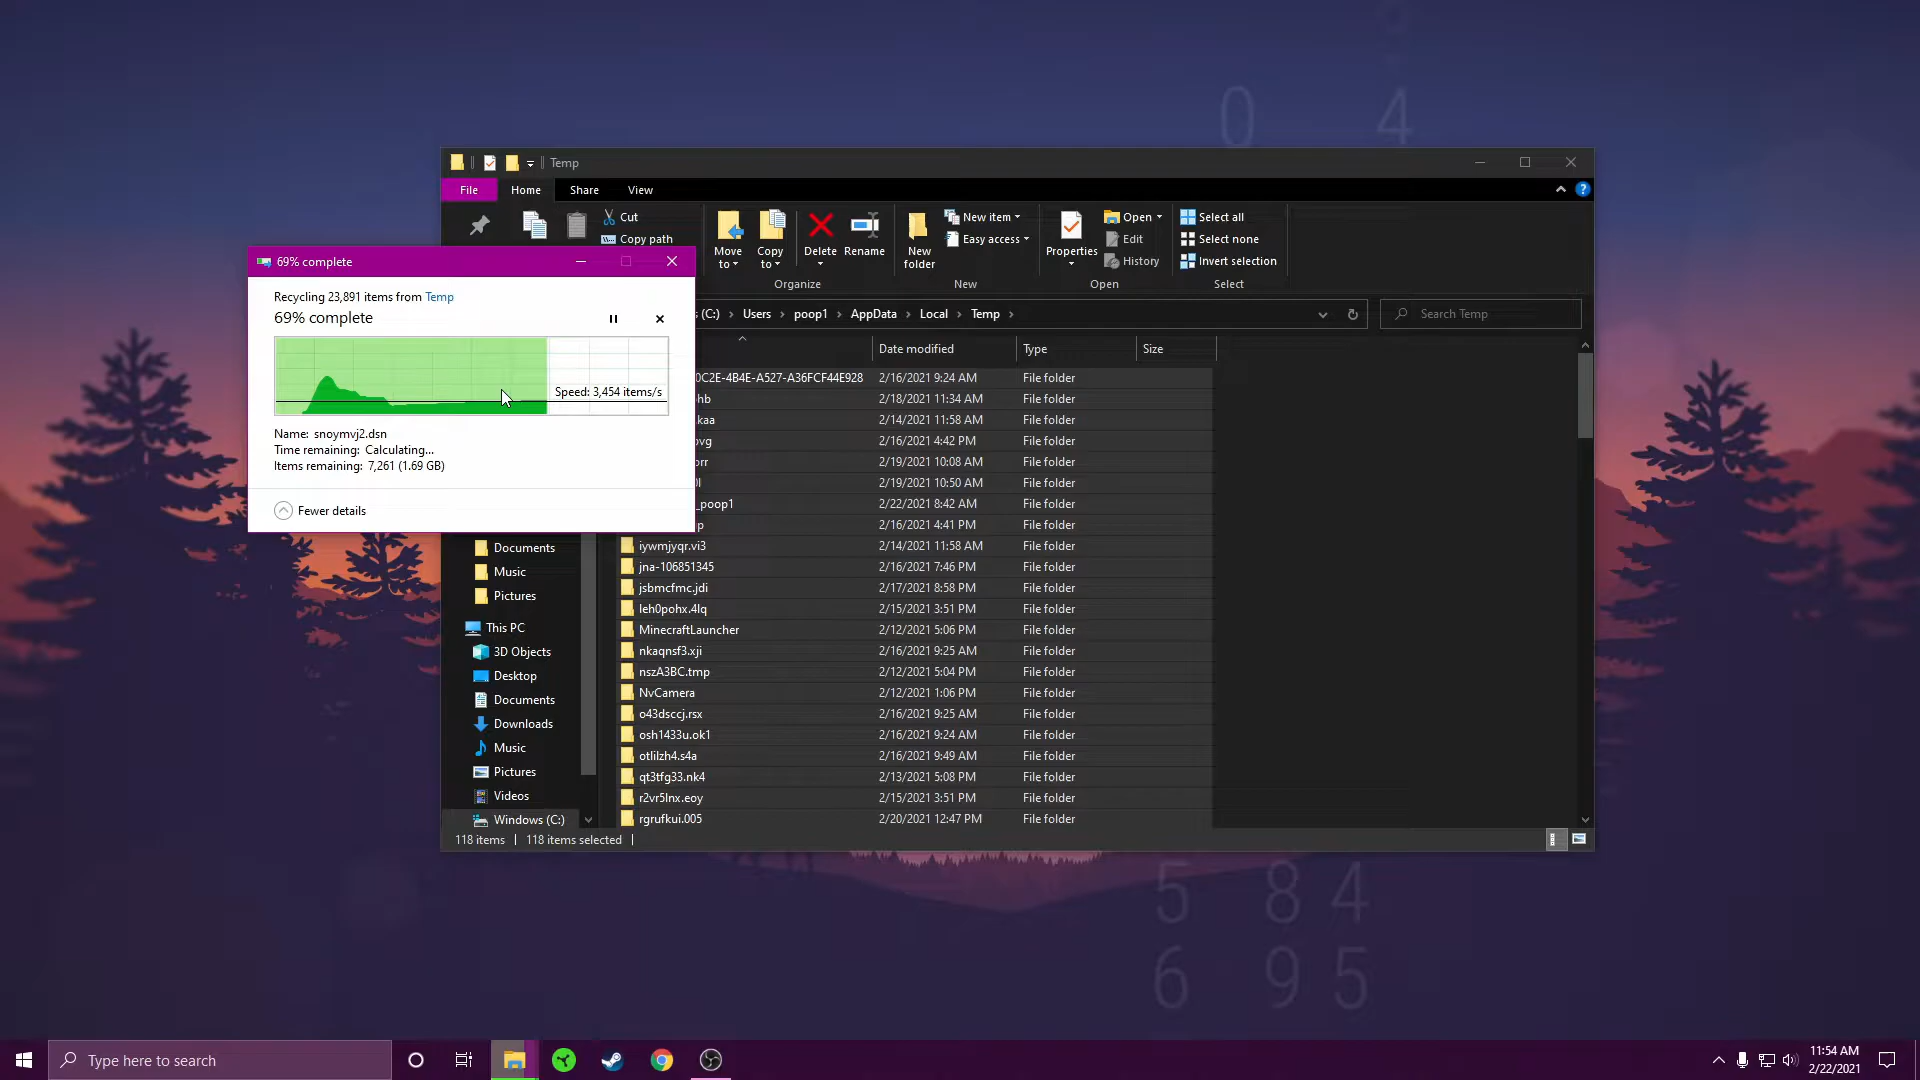 0 4
Temp
File Home Share View
Cut
Copy path
Move to
Copy to
Delete
Rename
New folder
New item
Easy access
Properties
Open
Edit
History
Select all
Select none
Invert selection
Organize New Open Select
69% complete
Recycling 23,891 items from Temp
69% complete
Speed: 3,454 items/s
Name: snoymvj2.dsn
Time remaining: Calculating...
Items remaining: 7,261 (1.69 GB)
Fewer details
(C:) › Users › poop1 › AppData › Local › Temp ›
Search Temp
Date modified Type Size
0C2E-4B4E-A527-A36FCF44E928 2/16/2021 9:24 AM File folder
2/18/2021 11:34 AM File folder
kaa 2/14/2021 11:58 AM File folder
2/16/2021 4:42 PM File folder
2/19/2021 10:08 AM File folder
2/19/2021 10:50 AM File folder
_poop1 2/22/2021 8:42 AM File folder
2/16/2021 4:41 PM File folder
iywmjyqr.vi3 2/14/2021 11:58 AM File folder
jna-106851345 2/16/2021 7:46 PM File folder
jsbmcfmc.jdi 2/17/2021 8:58 PM File folder
leh0pohx.4lq 2/15/2021 3:51 PM File folder
MinecraftLauncher 2/12/2021 5:06 PM File folder
nkaqnsf3.xji 2/16/2021 9:25 AM File folder
nszA3BC.tmp 2/12/2021 5:04 PM File folder
NvCamera 2/12/2021 1:06 PM File folder
o43dsccj.rsx 2/16/2021 9:25 AM File folder
osh1433u.ok1 2/16/2021 9:24 AM File folder
otlilzh4.s4a 2/16/2021 9:49 AM File folder
qt3tfg33.nk4 2/13/2021 5:08 PM File folder
r2vr5lnx.eoy 2/15/2021 3:51 PM File folder
rgrufkui.005 2/20/2021 12:47 PM File folder
Documents
Music
Pictures
This PC
3D Objects
Desktop
Documents
Downloads
Music
Pictures
Videos
Windows (C:)
118 items 118 items selected
5 8 4
6 9 5
Type here to search
11:54 AM
2/22/2021